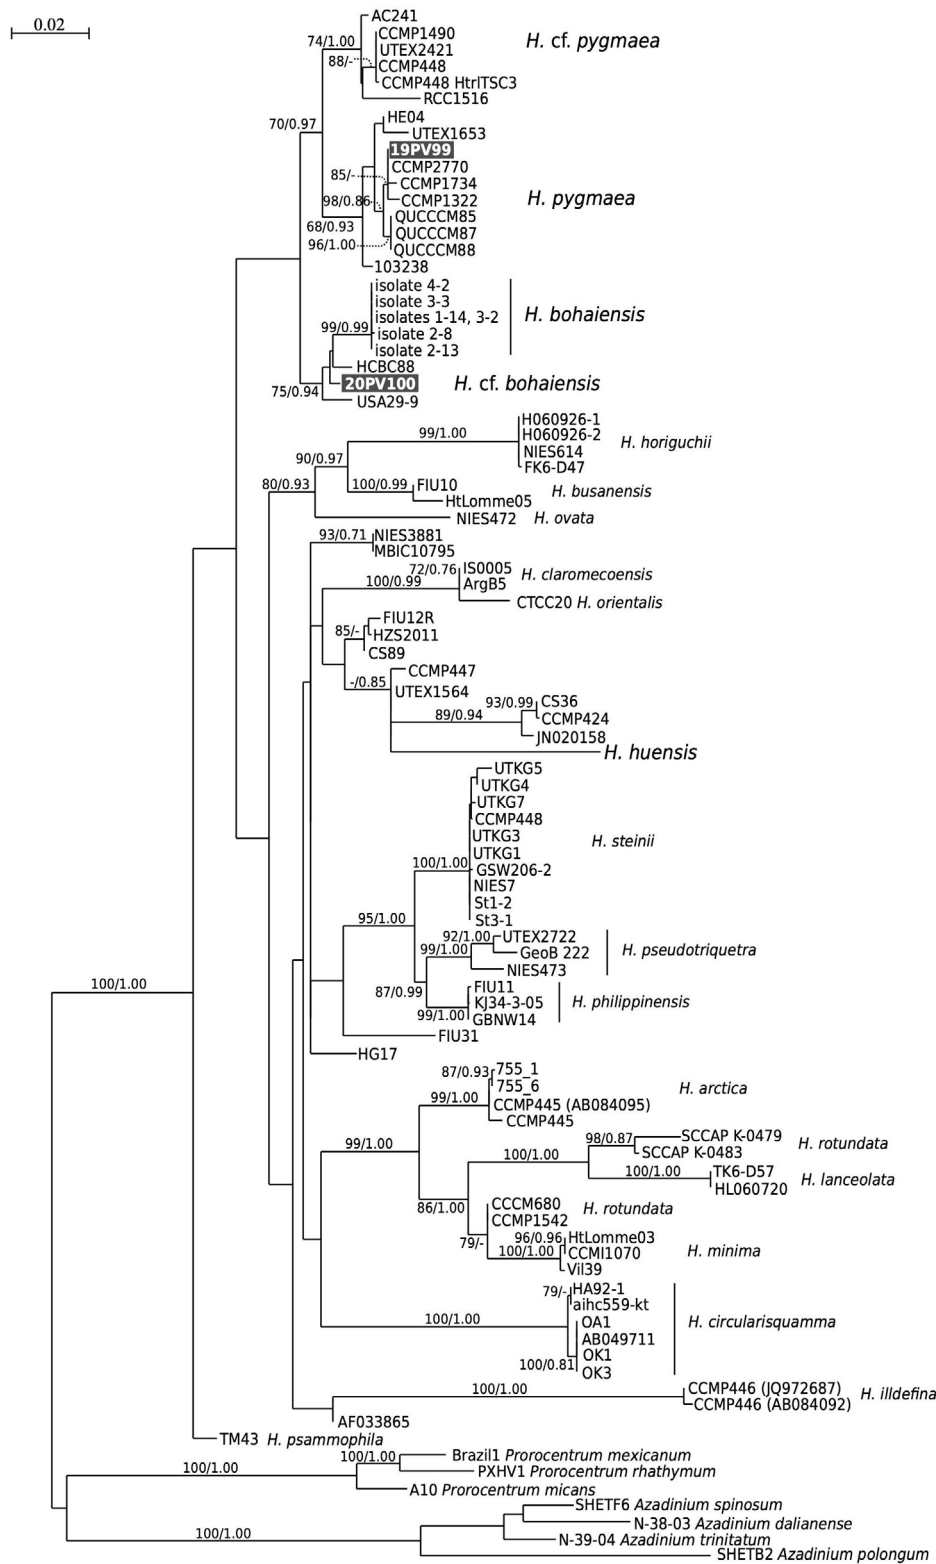 0.02
AC241
CCMP1490
74/1.00
H. cf. pygmaea
UTEX2421
88/-
CCMP448
CCMP448 HtrlTSC3
RCC1516
HE04
70/0.97
UTEX1653
19PV99
CCMP2770
85/-
CCMP1734
98/0.86
CCMP1322
H. pygmaea
QUCCCM85
68/0.93
QUCCCM87
96/1.00
QUCCCM88
103238
isolate 4-2
isolate 3-3
isolates 1-14, 3-2
H. bohaiensis
99/0.99
isolate 2-8
isolate 2-13
HCBC88
20PV100
H. cf. bohaiensis
75/0.94
USA29-9
H060926-1
99/1.00
H060926-2
H. horiguchii
NIES614
90/0.97
FK6-D47
80/0.93
100/0.99
FIU10
H. busanensis
HtLomme05
NIES472 H. ovata
93/0.71
NIES3881
MBIC10795
72/0.76
IS0005
H. claromecoensis
100/0.99
ArgB5
CTCC20 H. orientalis
FIU12R
85/-
HZS2011
CS89
CCMP447
-/0.85
UTEX1564
93/0.99
CS36
89/0.94
CCMP424
JN020158
H. huensis
UTKG5
UTKG4
UTKG7
CCMP448
UTKG3
H. steinii
UTKG1
100/1.00
GSW206-2
NIES7
St1-2
95/1.00
St3-1
92/1.00
UTEX2722
99/1.00
GeoB 222
H. pseudotriquetra
NIES473
100/1.00
87/0.99
FIU11
KJ34-3-05
H. philippinensis
99/1.00
GBNW14
FIU31
HG17
87/0.93
755_1
755_6
H. arctica
99/1.00
CCMP445 (AB084095)
CCMP445
98/0.87
SCCAP K-0479
H. rotundata
99/1.00
SCCAP K-0483
100/1.00
100/1.00
TK6-D57
H. lanceolata
HL060720
86/1.00
CCCM680
H. rotundata
CCMP1542
79/-
96/0.96
HtLomme03
100/1.00
CCMI1070
H. minima
Vil39
79/-
HA92-1
aihc559-kt
100/1.00
OA1
H. circularisquamma
AB049711
OK1
100/0.81
OK3
100/1.00
CCMP446 (JQ972687)
H. illdefina
CCMP446 (AB084092)
AF033865
TM43 H. psammophila
100/1.00
Brazil1 Prorocentrum mexicanum
100/1.00
PXHV1 Prorocentrum rhathymum
A10 Prorocentrum micans
SHETF6 Azadinium spinosum
N-38-03 Azadinium dalianense
100/1.00
N-39-04 Azadinium trinitatum
SHETB2 Azadinium polongum